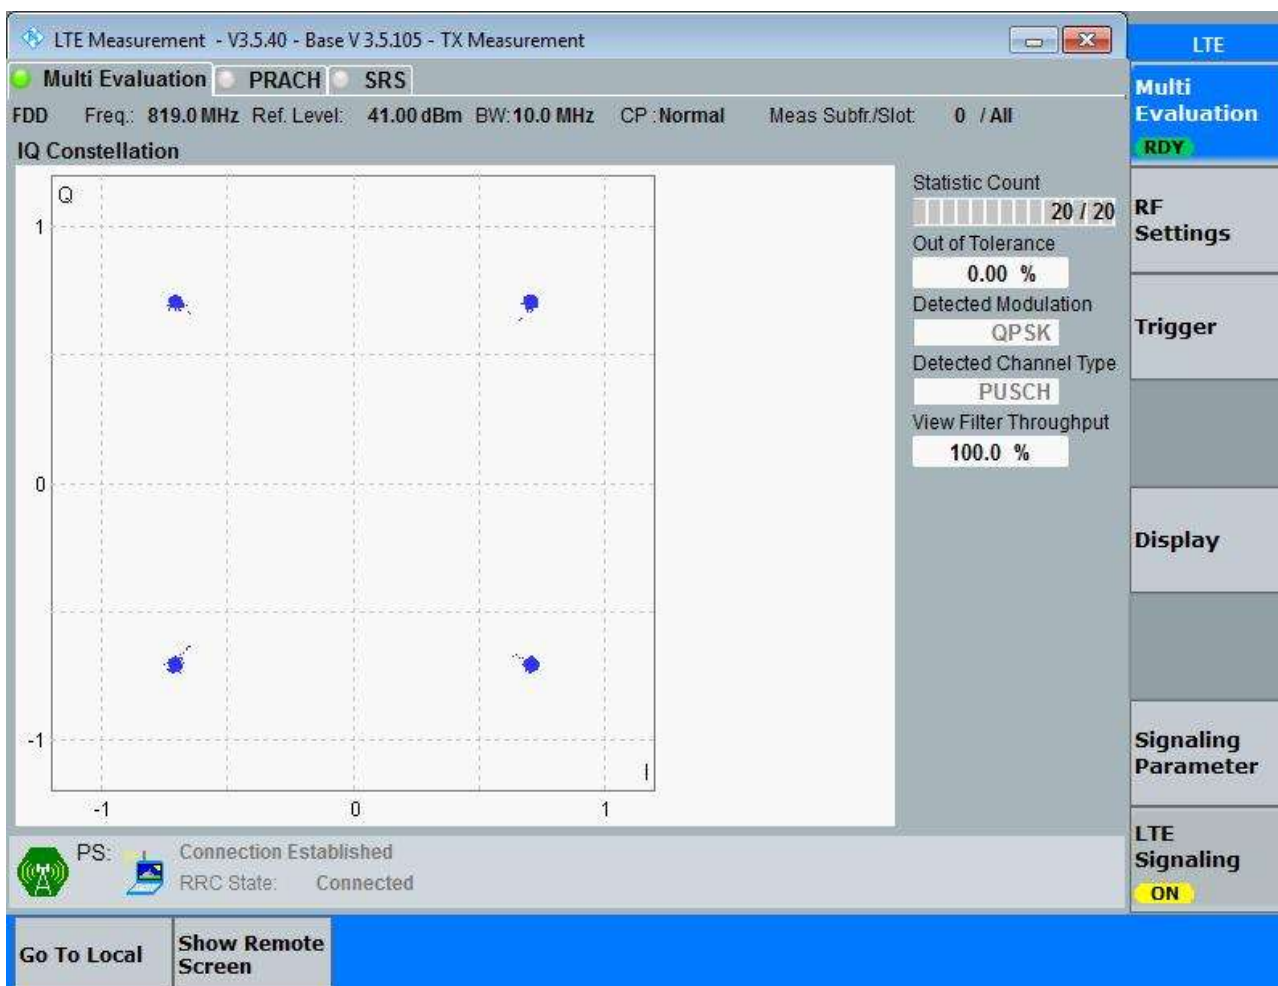 LTE Measurement - V3.5.40 - Base V 3.5.105 - TX Measurement
LTE
Multi Evaluation PRACH SRS
Multi
Evaluation
RDY
FDD Freq.: 819.0 MHz Ref. Level: 41.00 dBm BW: 10.0 MHz CP : Normal Meas Subfr./Slot: 0 / All
IQ Constellation
Q
1
0
-1
I
-1 0 1
Statistic Count
20 / 20
Out of Tolerance
0.00 %
Detected Modulation
QPSK
Detected Channel Type
PUSCH
View Filter Throughput
100.0 %
RF
Settings
Trigger
Display
Signaling
Parameter
LTE
Signaling
ON
PS: Connection Established
RRC State: Connected
Go To Local
Show Remote
Screen